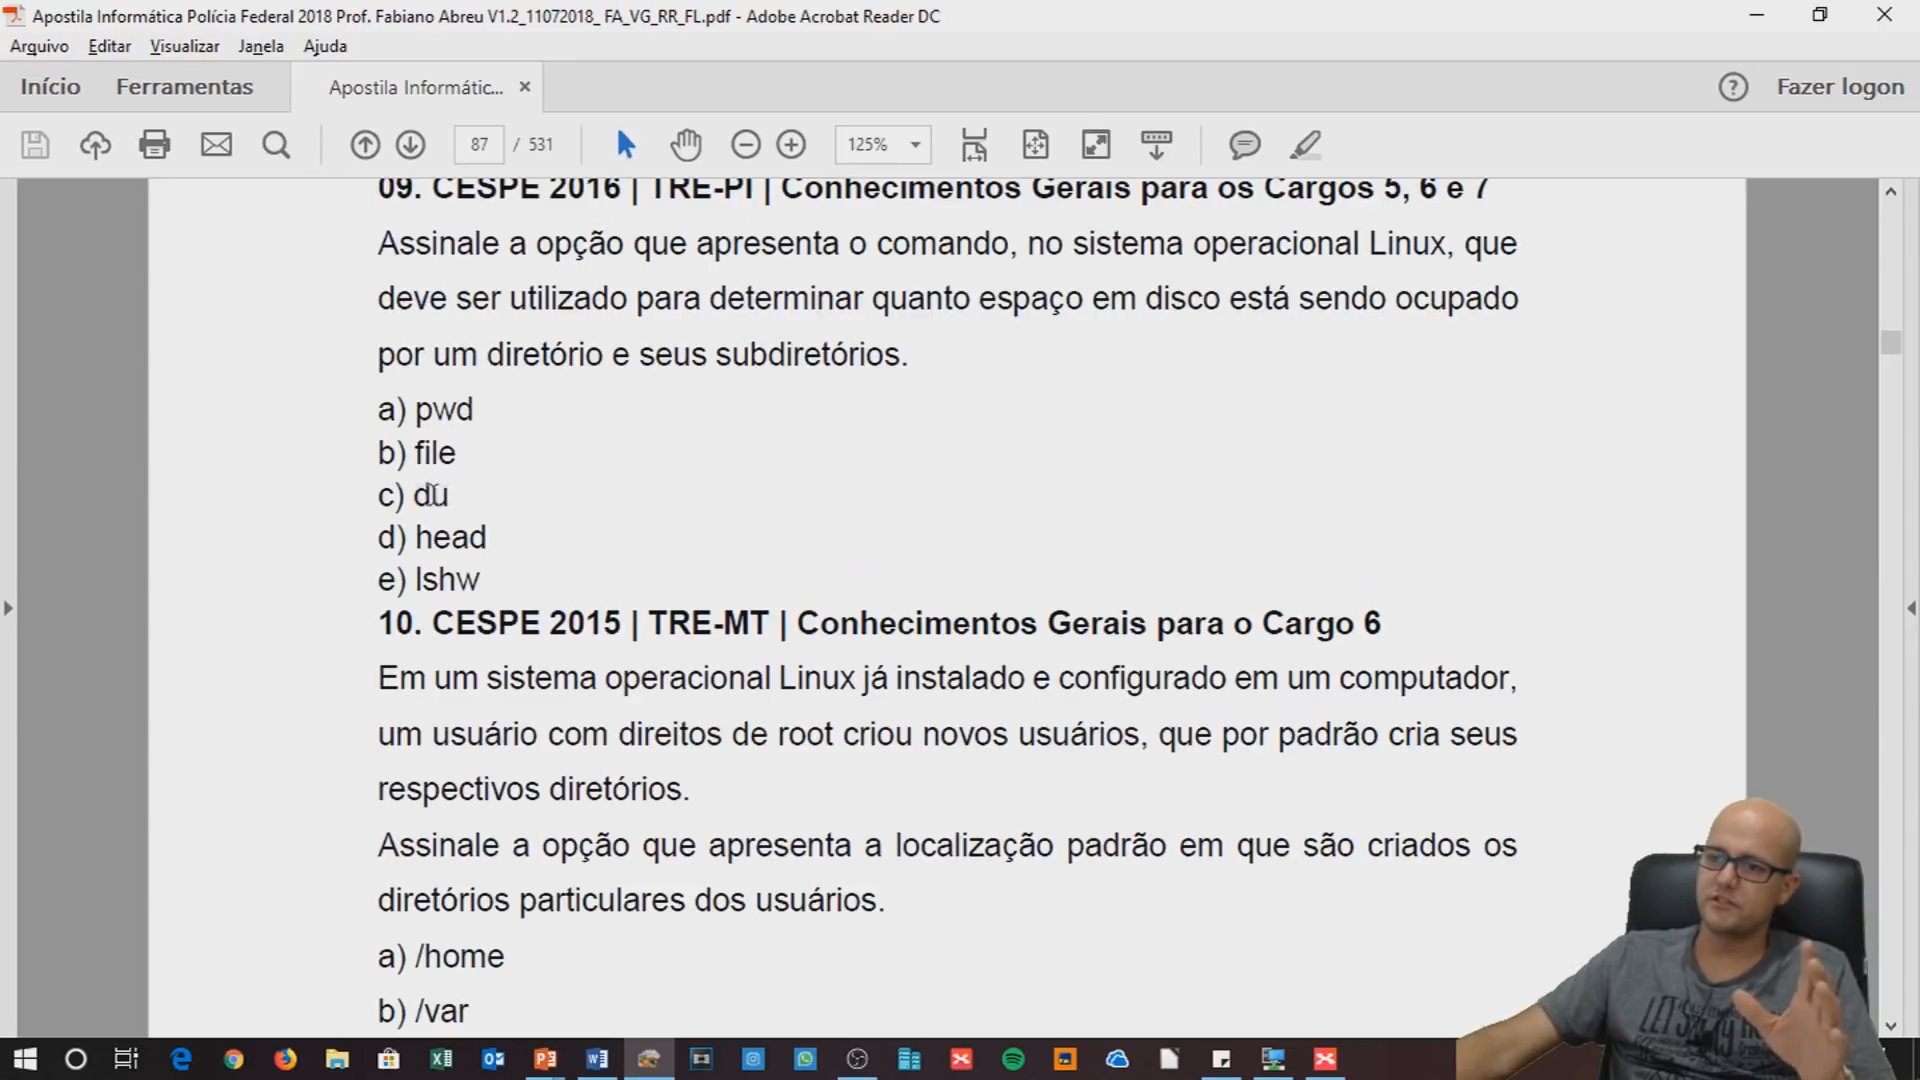 Apostila Informática Polícia Federal 2018 Prof. Fabiano Abreu V1.2_11072018_ FA_VG_RR_FL.pdf - Adobe Acrobat Reader DC
Arquivo Editar Visualizar Janela Ajuda
Início Ferramentas Apostila Informátic... Fazer logon
87 / 531 125%
09. CESPE 2016 | TRE-PI | Conhecimentos Gerais para os Cargos 5, 6 e 7
Assinale a opção que apresenta o comando, no sistema operacional Linux, que
deve ser utilizado para determinar quanto espaço em disco está sendo ocupado
por um diretório e seus subdiretórios.
a) pwd
b) file
c) du
d) head
e) lshw
10. CESPE 2015 | TRE-MT | Conhecimentos Gerais para o Cargo 6
Em um sistema operacional Linux já instalado e configurado em um computador,
um usuário com direitos de root criou novos usuários, que por padrão cria seus
respectivos diretórios.
Assinale a opção que apresenta a localização padrão em que são criados os
diretórios particulares dos usuários.
a) /home
b) /var